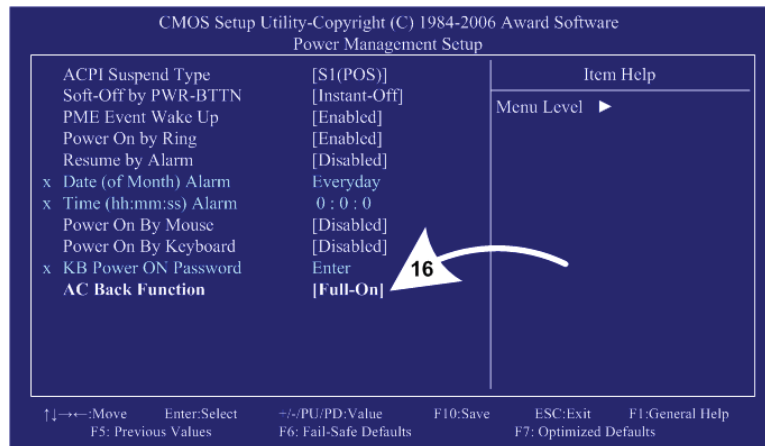 CMOS Setup Utility-Copyright (C) 1984-2006 Award Software
Power Management Setup
ACPI Suspend Type [S1(POS)]
Soft-Off by PWR-BTTN [Instant-Off]
PME Event Wake Up [Enabled]
Power On by Ring [Enabled]
Resume by Alarm [Disabled]
x Date (of Month) Alarm Everyday
x Time (hh:mm:ss) Alarm 0 : 0 : 0
Power On By Mouse [Disabled]
Power On By Keyboard [Disabled]
x KB Power ON Password Enter
AC Back Function [Full-On]
16
Item Help
Menu Level ►
↑↓→←:Move Enter:Select +/-/PU/PD:Value F10:Save ESC:Exit F1:General Help
F5: Previous Values F6: Fail-Safe Defaults F7: Optimized Defaults